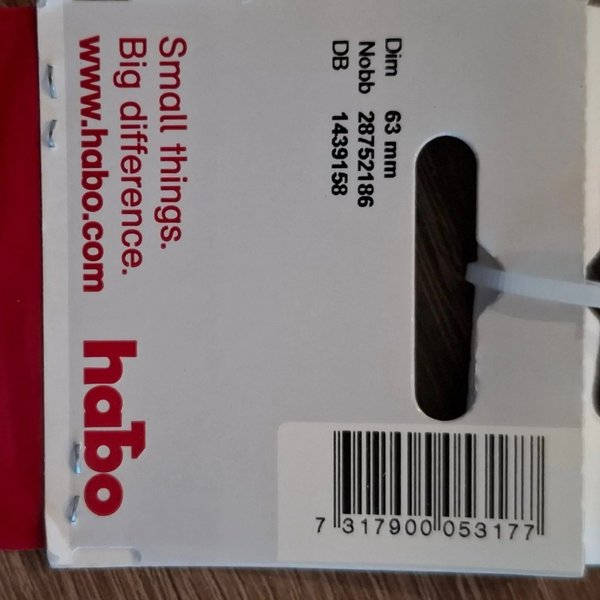 Dim 63 mm
Nobb 28752186
DB 1439158
Small things.
Big difference.
www.habo.com
habo
7 317900 053177